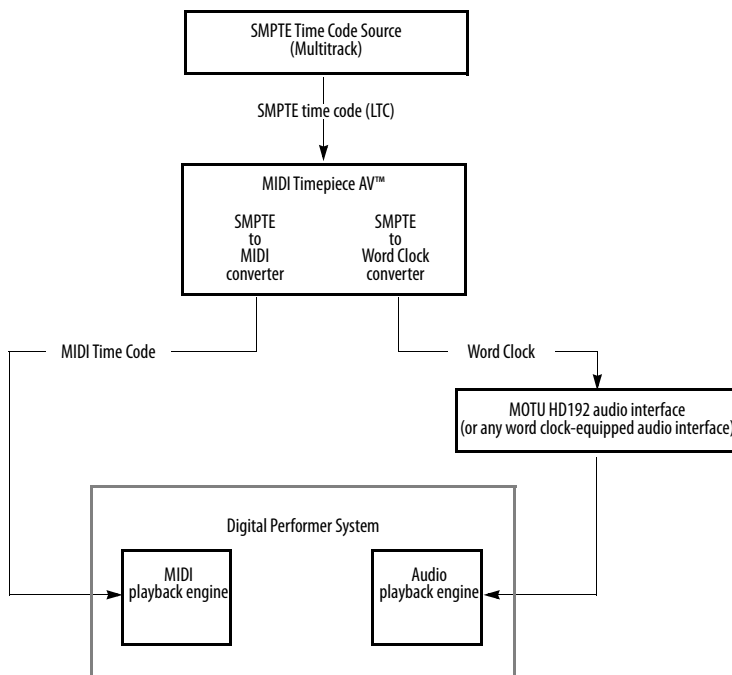 SMPTE Time Code Source
(Multitrack)
SMPTE time code (LTC)
MIDI Timepiece AV™
SMPTE
to
MIDI
converter
SMPTE
to
Word Clock
converter
MIDI Time Code
Word Clock
MOTU HD192 audio interface
(or any word clock-equipped audio interface)
Digital Performer System
MIDI
playback engine
Audio
playback engine